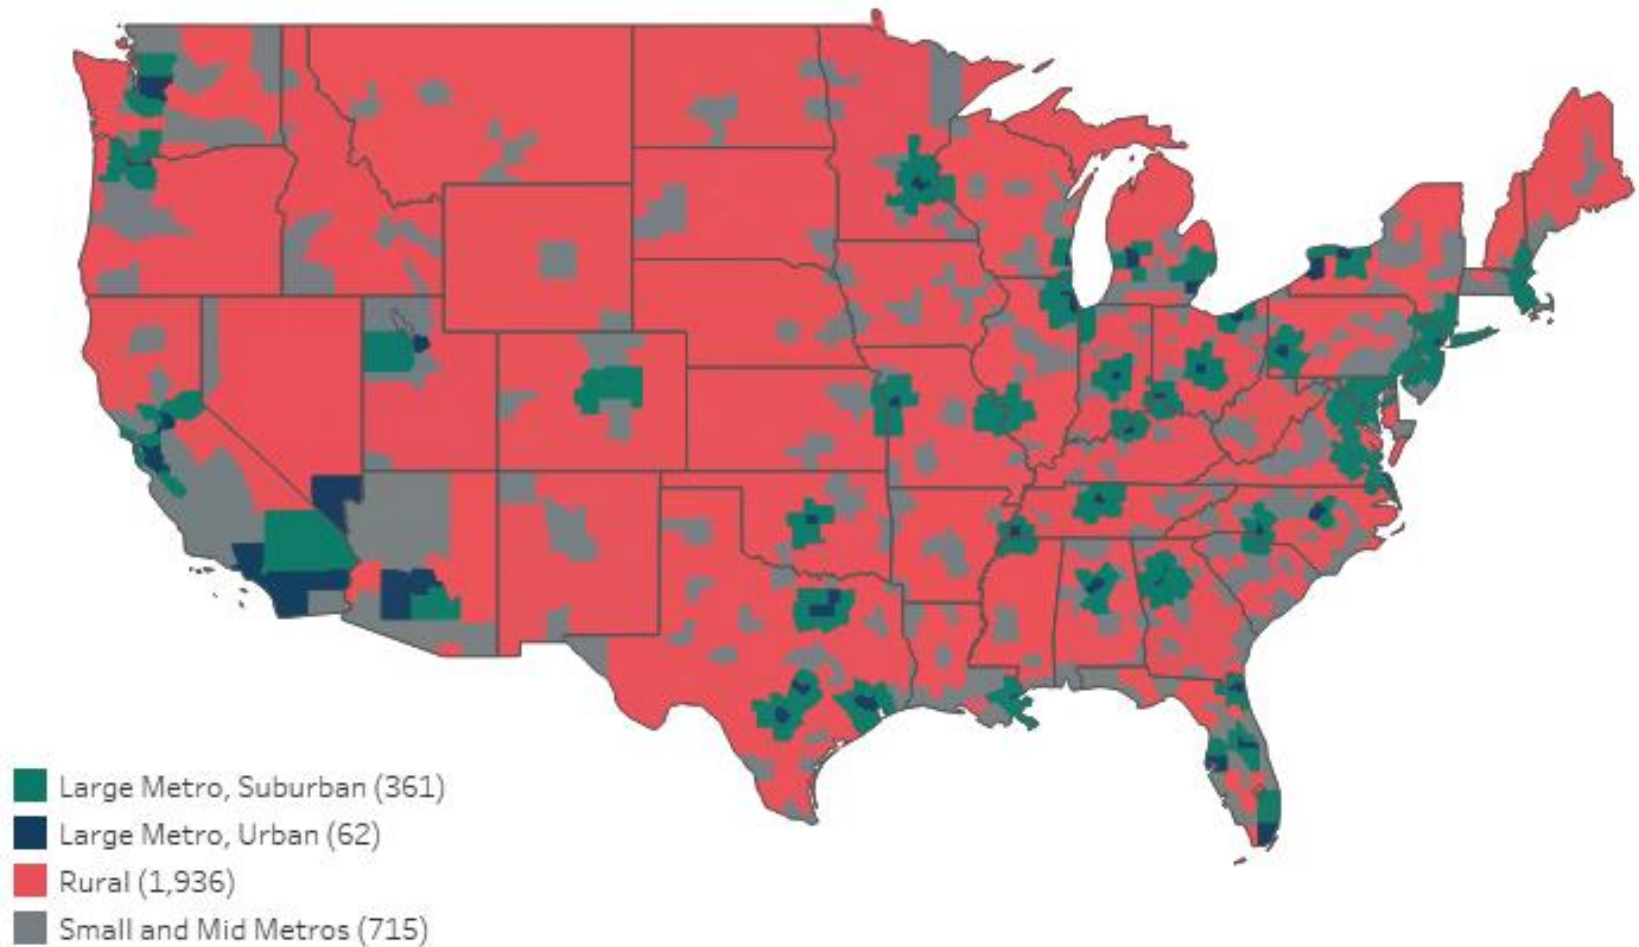 Large Metro, Suburban (361)
Large Metro, Urban (62)
Rural (1,936)
Small and Mid Metros (715)